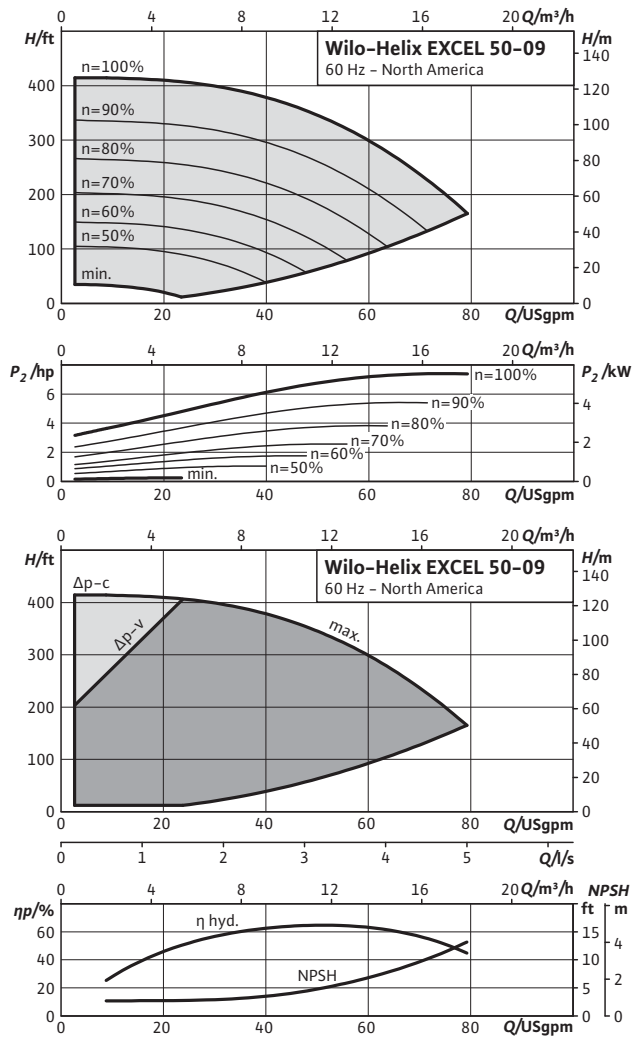 0 4 8 12 16 20 Q/m³/h
H/ft
H/m
Wilo-Helix EXCEL 50-09
60 Hz - North America
n=100%
n=90%
n=80%
n=70%
n=60%
n=50%
min.
400
300
200
100
0
140
120
100
80
60
40
20
0
0 20 40 60 80
Q/USgpm
0 4 8 12 16 20 Q/m³/h
P₂/hp
P₂/kW
6
4
2
0
4
2
0
n=100%
n=90%
n=80%
n=70%
n=60%
n=50%
min.
0 20 40 60 80
Q/USgpm
0 4 8 12 16 20 Q/m³/h
H/ft
H/m
Wilo-Helix EXCEL 50-09
60 Hz - North America
Δp-c
Δp-v
max.
400
300
200
100
0
140
120
100
80
60
40
20
0
0 20 40 60 80
Q/USgpm
0 1 2 3 4 5 Q/l/s
0 4 8 12 16 20 Q/m³/h NPSH
ηp/%
ft m
η hyd.
NPSH
60
40
20
0
15
10
5
0
4
2
0
0 20 40 60 80
Q/USgpm